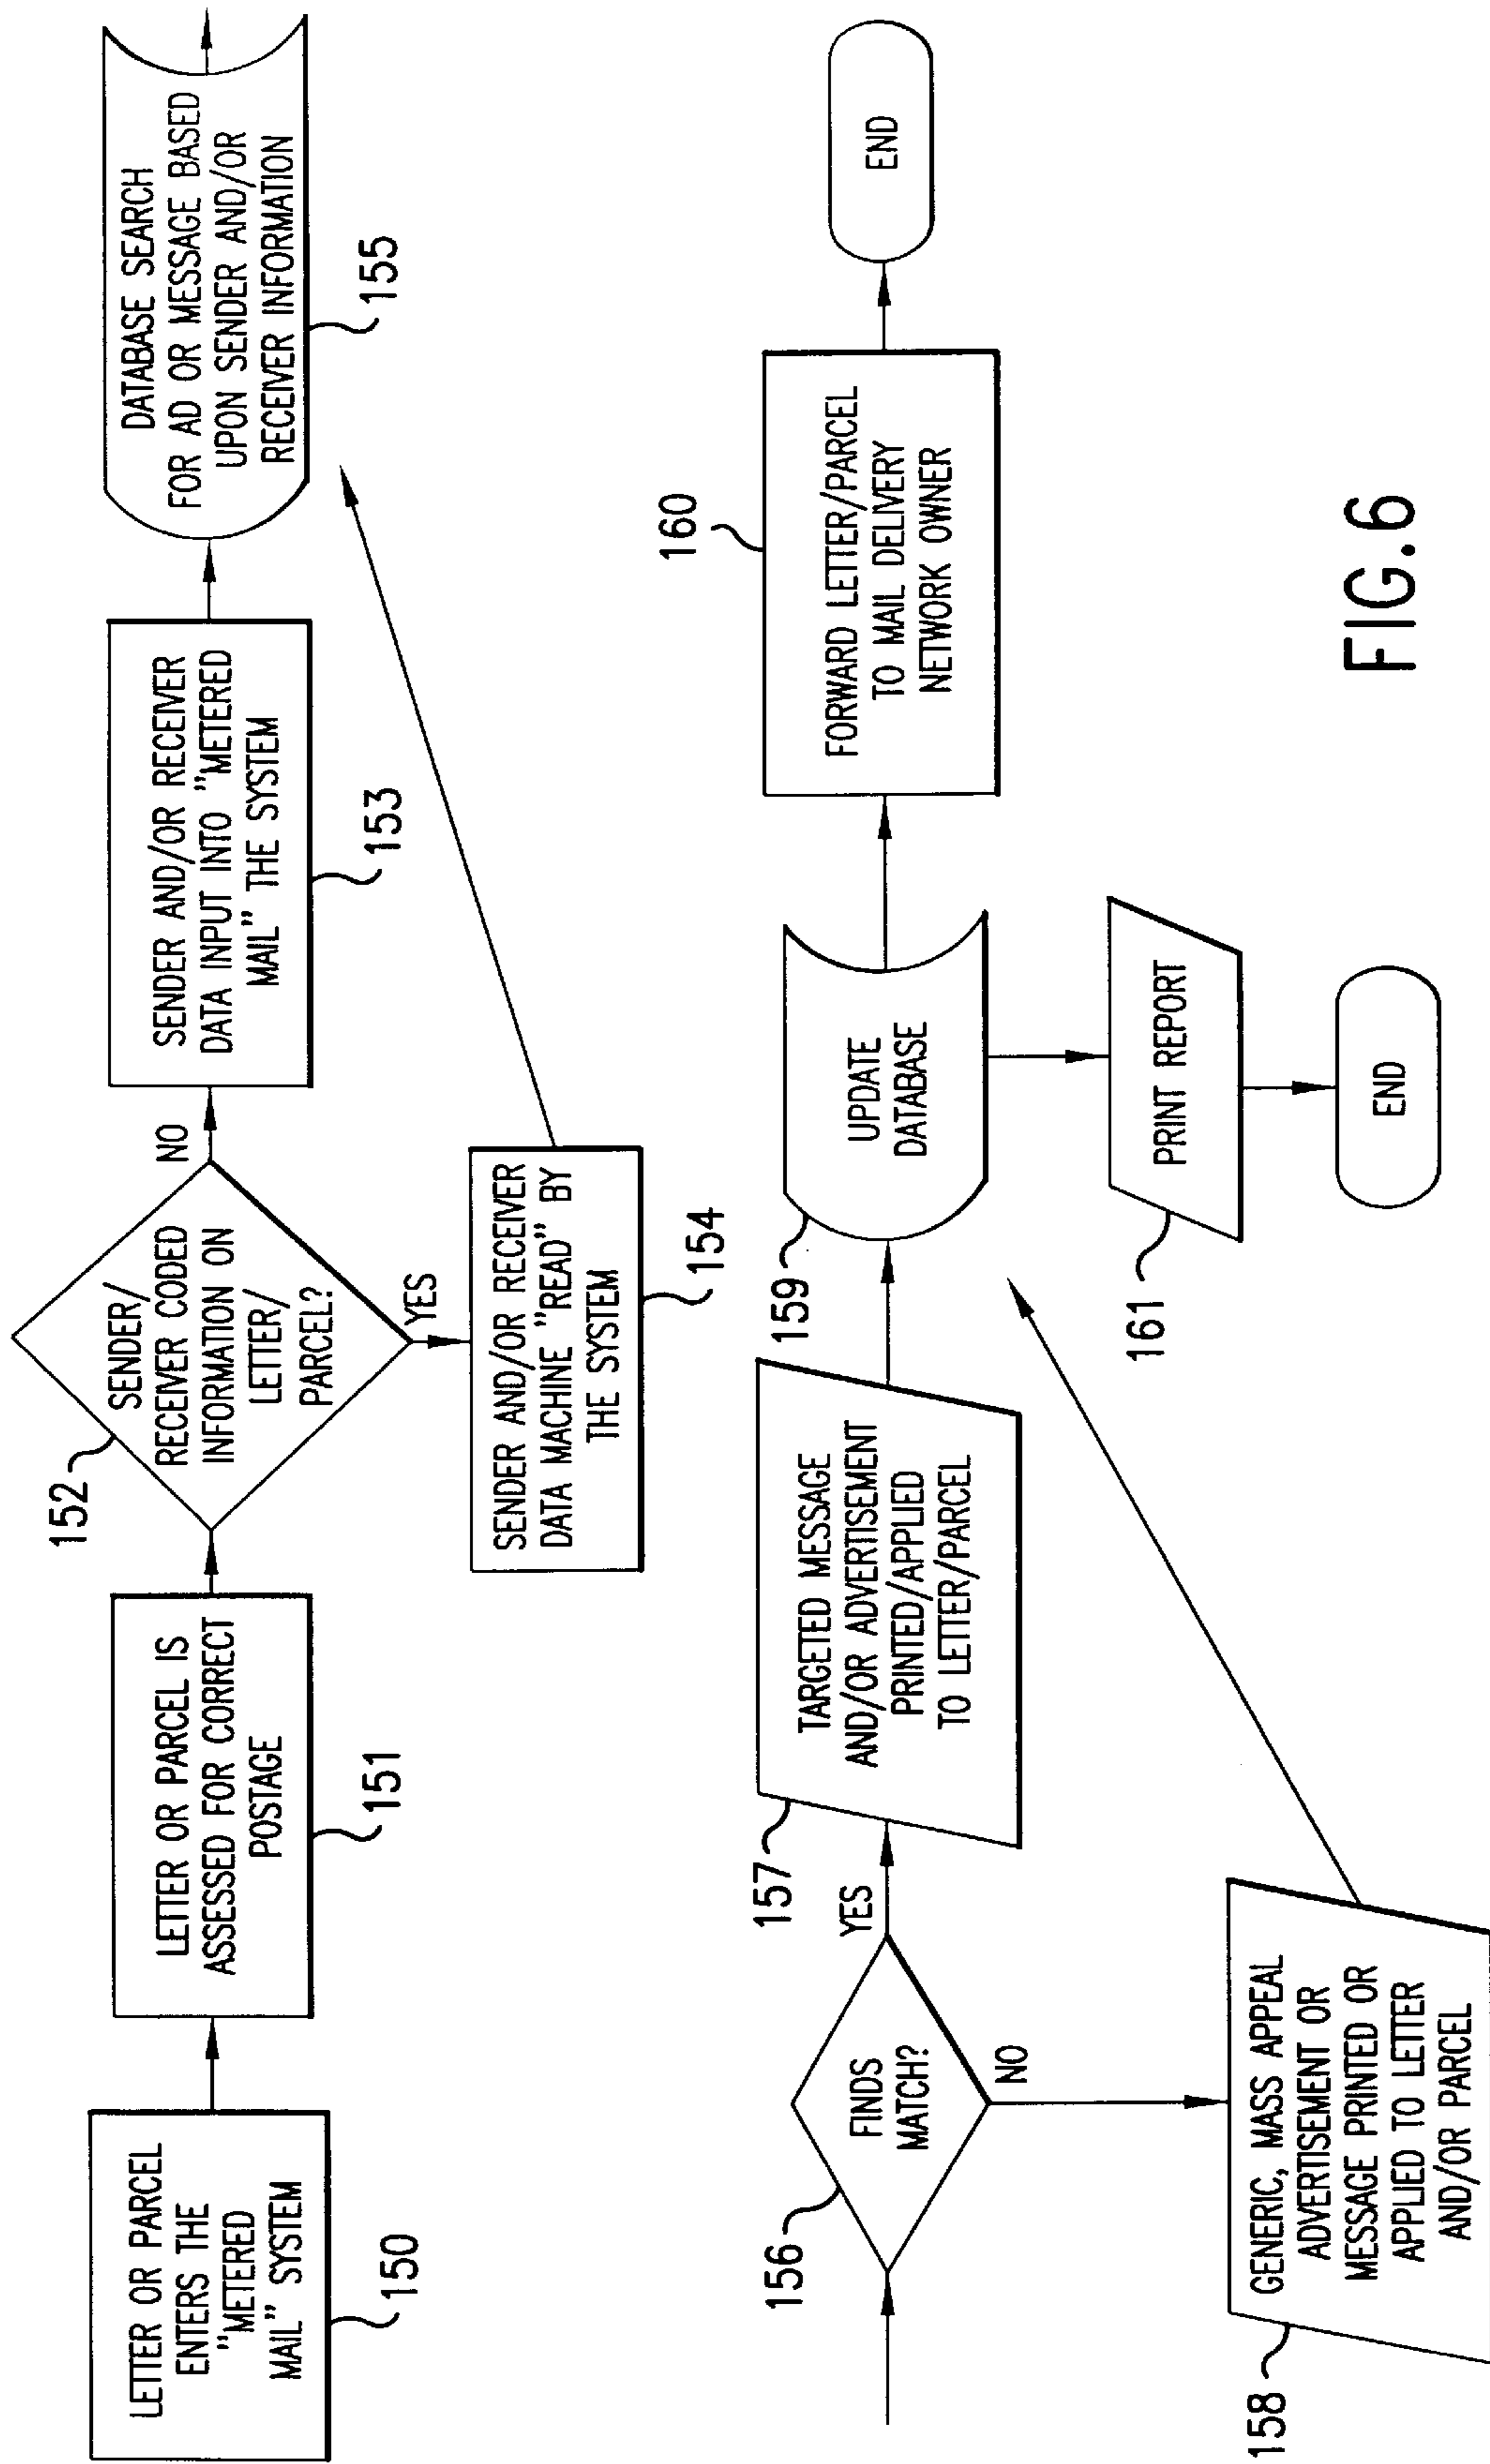 LETTER OR PARCEL
ENTERS THE
"METERED
MAIL" SYSTEM
150
LETTER OR PARCEL IS
ASSESSED FOR CORRECT
POSTAGE
151
152
SENDER/
RECEIVER CODED
INFORMATION ON
LETTER/
PARCEL?
NO
YES
SENDER AND/OR RECEIVER
DATA INPUT INTO "METERED
MAIL" THE SYSTEM
153
SENDER AND/OR RECEIVER
DATA MACHINE "READ" BY
THE SYSTEM
154
DATABASE SEARCH
FOR AD OR MESSAGE BASED
UPON SENDER AND/OR
RECEIVER INFORMATION
155
156
FINDS
MATCH?
YES
NO
157
TARGETED MESSAGE
AND/OR ADVERTISEMENT
PRINTED/APPLIED
TO LETTER/PARCEL
158
GENERIC, MASS APPEAL
ADVERTISEMENT OR
MESSAGE PRINTED OR
APPLIED TO LETTER
AND/OR PARCEL
159
UPDATE
DATABASE
160
FORWARD LETTER/PARCEL
TO MAIL DELIVERY
NETWORK OWNER
END
161
PRINT REPORT
END
FIG.6